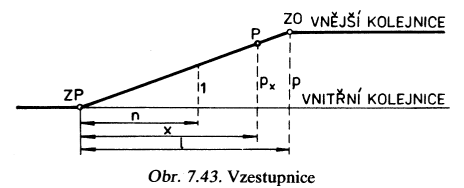 ZO VNĚJŠÍ KOLEJNICE
P
ZP 1 pₓ p VNITŘNÍ KOLEJNICE
n
x
l
Obr. 7.43. Vzestupnice